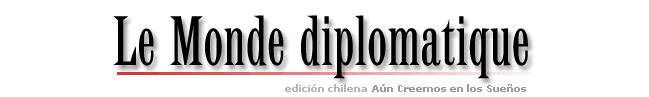 Le Monde diplomatique
edición chilena Aún Creemos en los Sueños